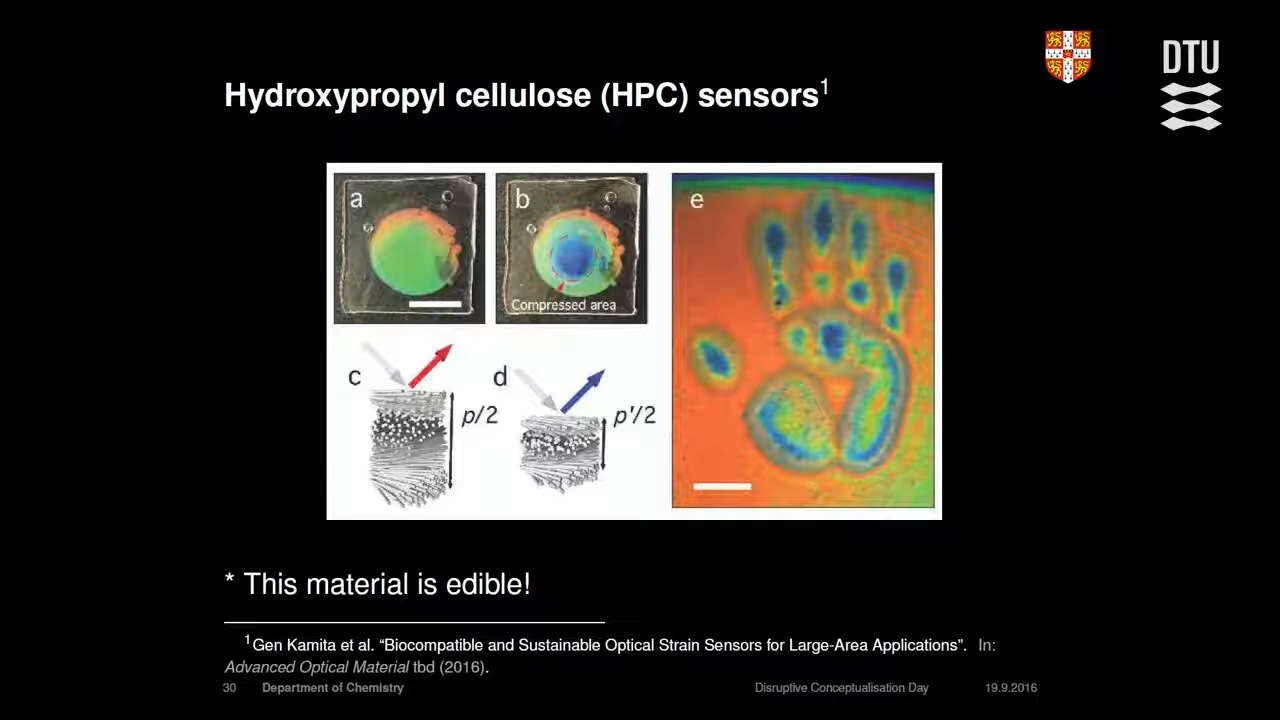 DTU
Hydroxypropyl cellulose (HPC) sensors1
a
b
e
Compressed area
c
p/2
d
p'/2
* This material is edible!
1Gen Kamita et al. “Biocompatible and Sustainable Optical Strain Sensors for Large-Area Applications”. In:
Advanced Optical Material tbd (2016).
30 Department of Chemistry Disruptive Conceptualisation Day 19.9.2016